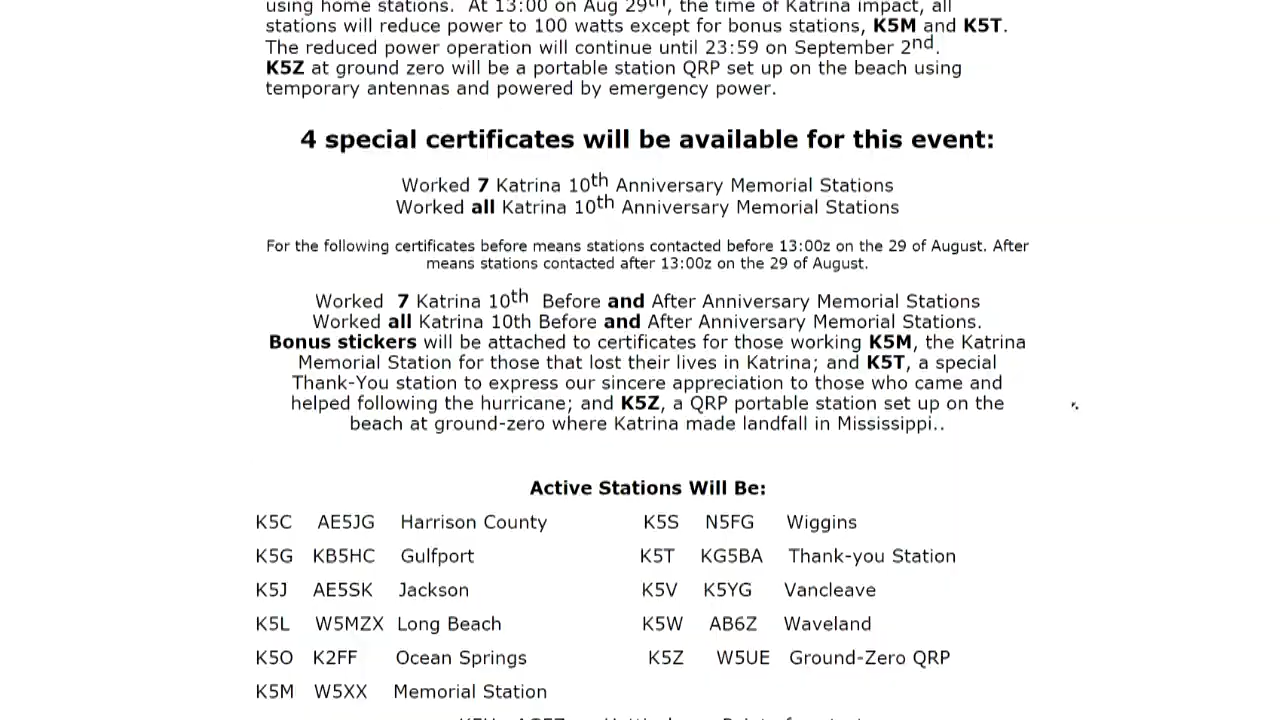 using home stations. At 13:00 on Aug 29th, the time of Katrina impact, all
stations will reduce power to 100 watts except for bonus stations, K5M and K5T.
The reduced power operation will continue until 23:59 on September 2nd.
K5Z at ground zero will be a portable station QRP set up on the beach using
temporary antennas and powered by emergency power.
4 special certificates will be available for this event:
Worked 7 Katrina 10th Anniversary Memorial Stations
Worked all Katrina 10th Anniversary Memorial Stations
For the following certificates before means stations contacted before 13:00z on the 29 of August. After
means stations contacted after 13:00z on the 29 of August.
Worked 7 Katrina 10th Before and After Anniversary Memorial Stations
Worked all Katrina 10th Before and After Anniversary Memorial Stations.
Bonus stickers will be attached to certificates for those working K5M, the Katrina
Memorial Station for those that lost their lives in Katrina; and K5T, a special
Thank-You station to express our sincere appreciation to those who came and
helped following the hurricane; and K5Z, a QRP portable station set up on the
beach at ground-zero where Katrina made landfall in Mississippi..
Active Stations Will Be:
K5C AE5JG Harrison County K5S N5FG Wiggins
K5G KB5HC Gulfport K5T KG5BA Thank-you Station
K5J AE5SK Jackson K5V K5YG Vancleave
K5L W5MZX Long Beach K5W AB6Z Waveland
K5O K2FF Ocean Springs K5Z W5UE Ground-Zero QRP
K5M W5XX Memorial Station